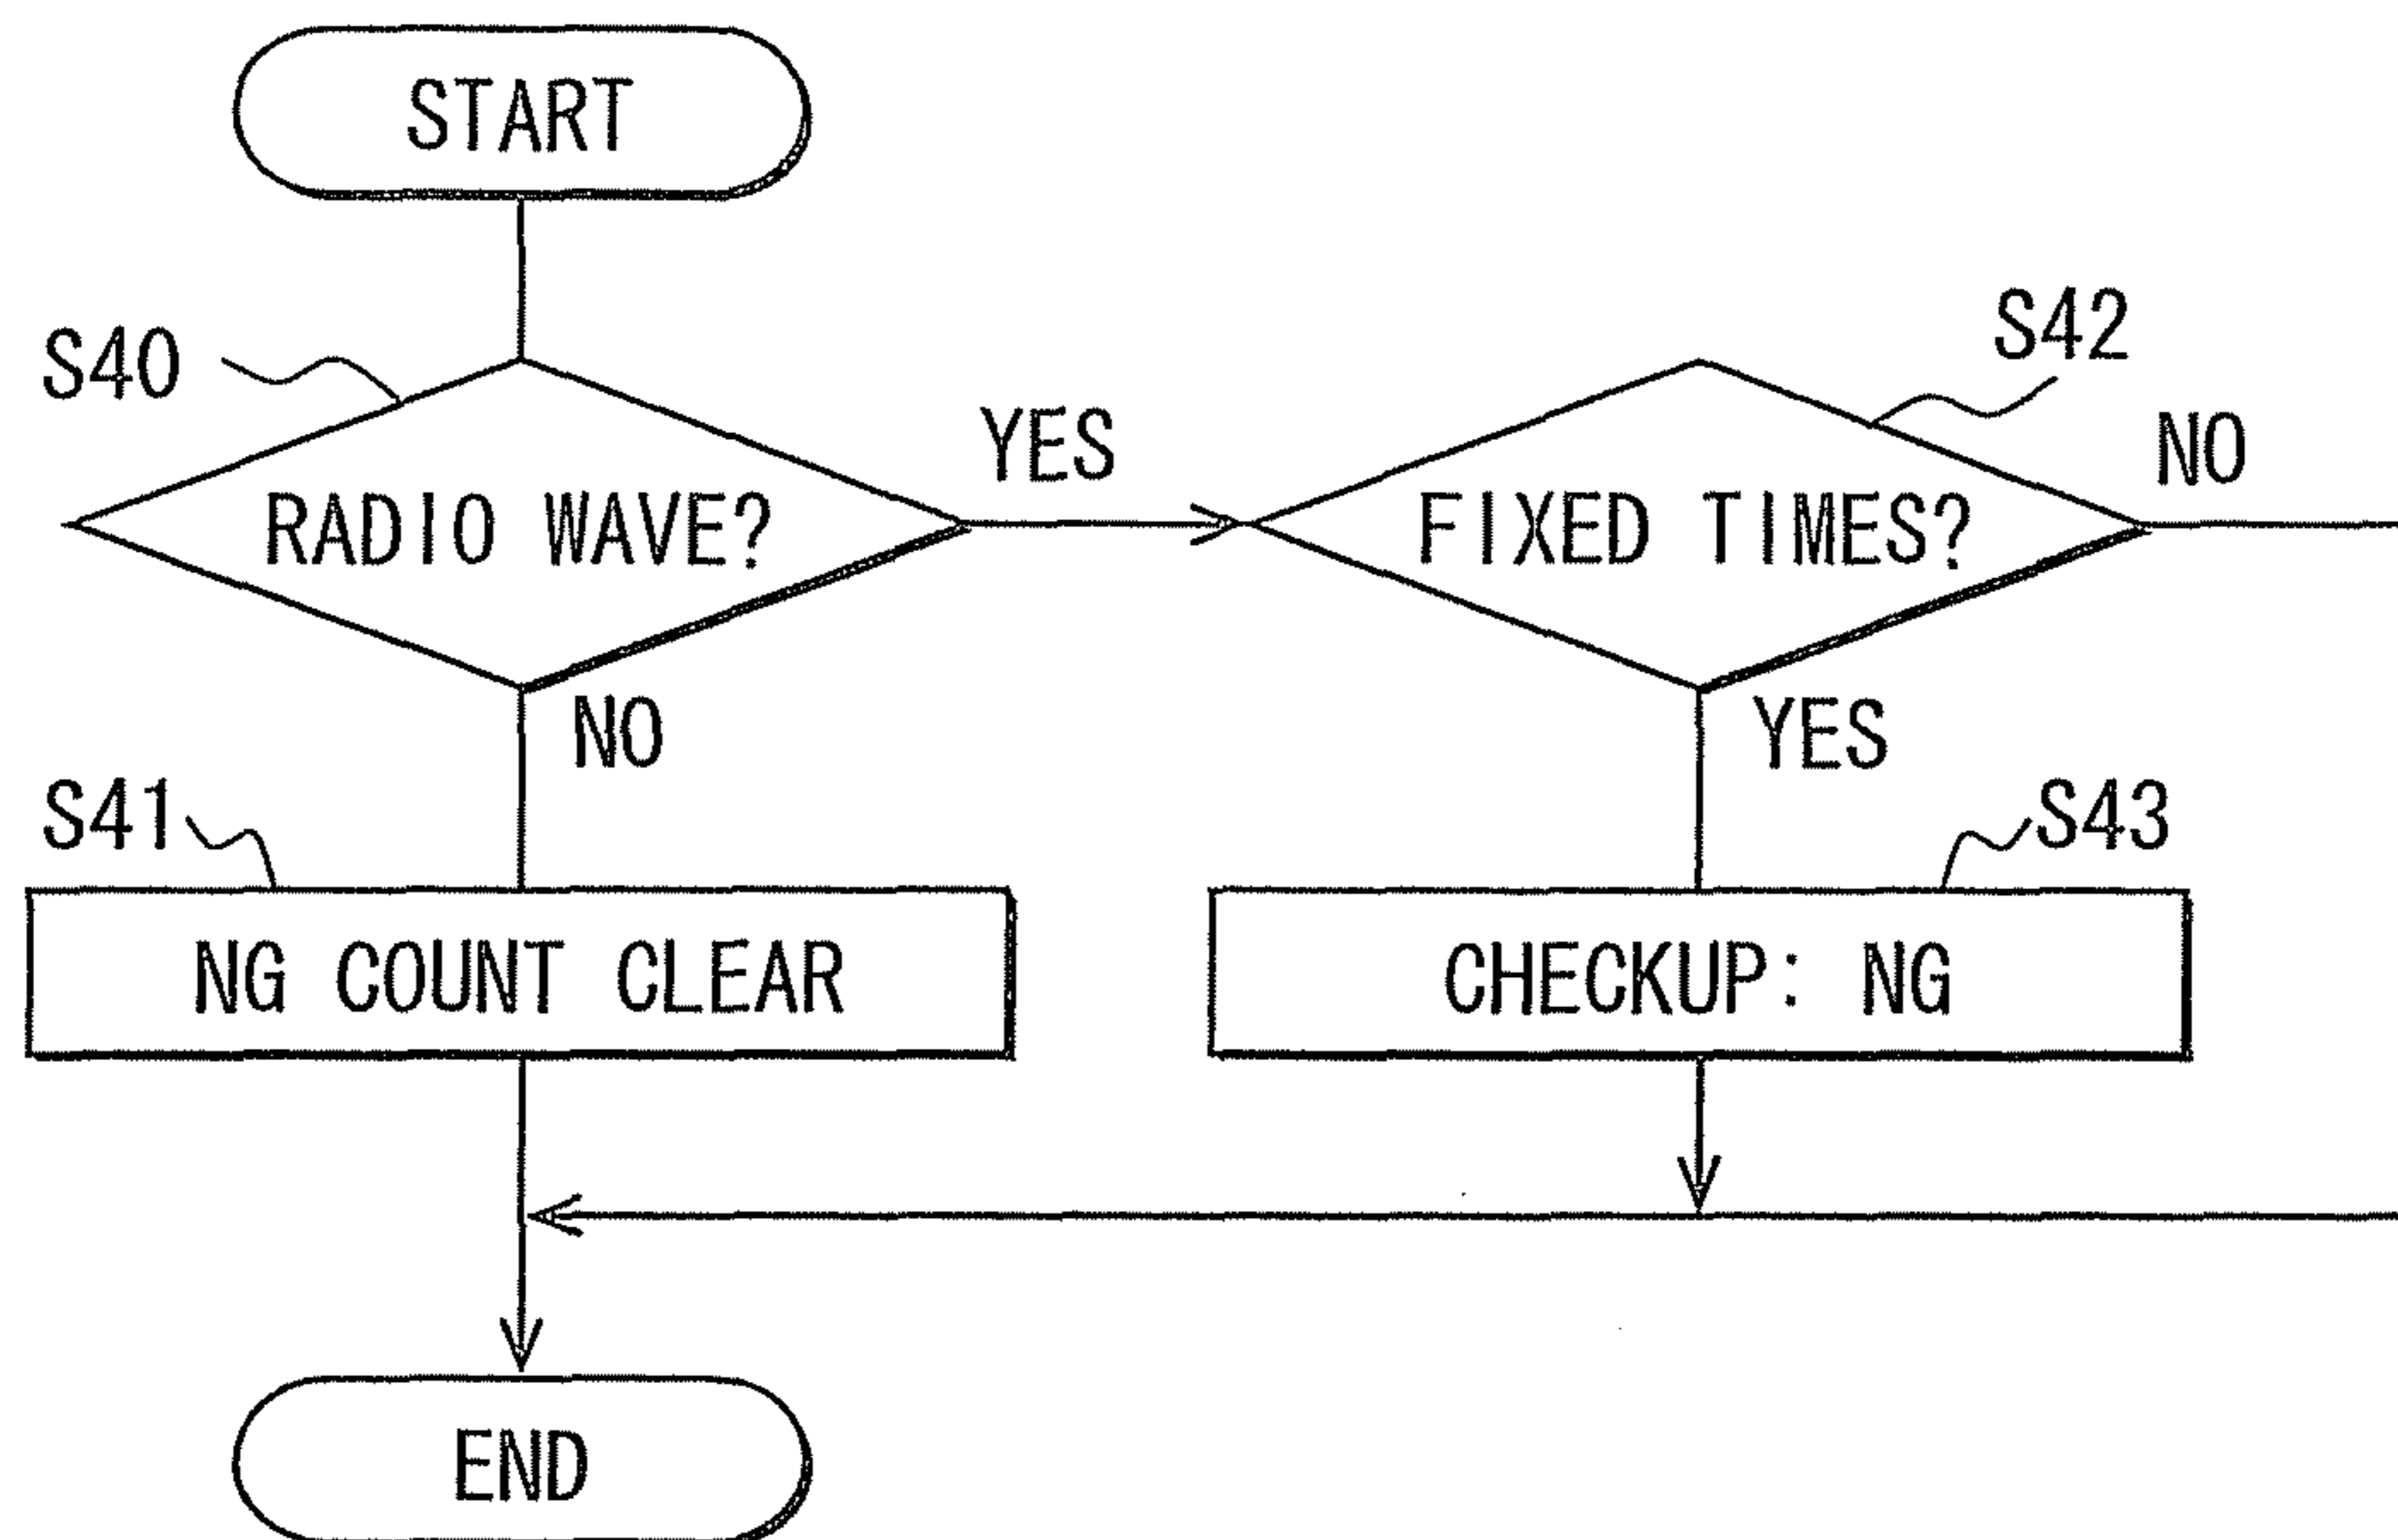 START
S40
RADIO WAVE?
YES
S42
FIXED TIMES?
NO
NO
YES
S41
NG COUNT CLEAR
S43
CHECKUP: NG
END